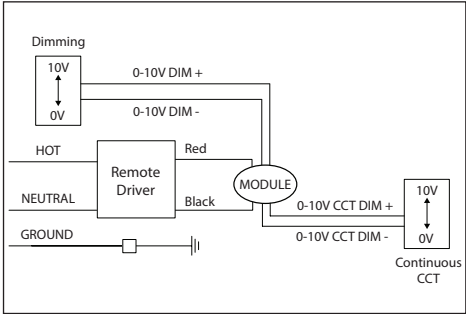 Dimming
10V
0V
0-10V DIM +
0-10V DIM -
HOT
NEUTRAL
GROUND
Remote
Driver
Red
Black
MODULE
0-10V CCT DIM +
0-10V CCT DIM -
10V
0V
Continuous
CCT